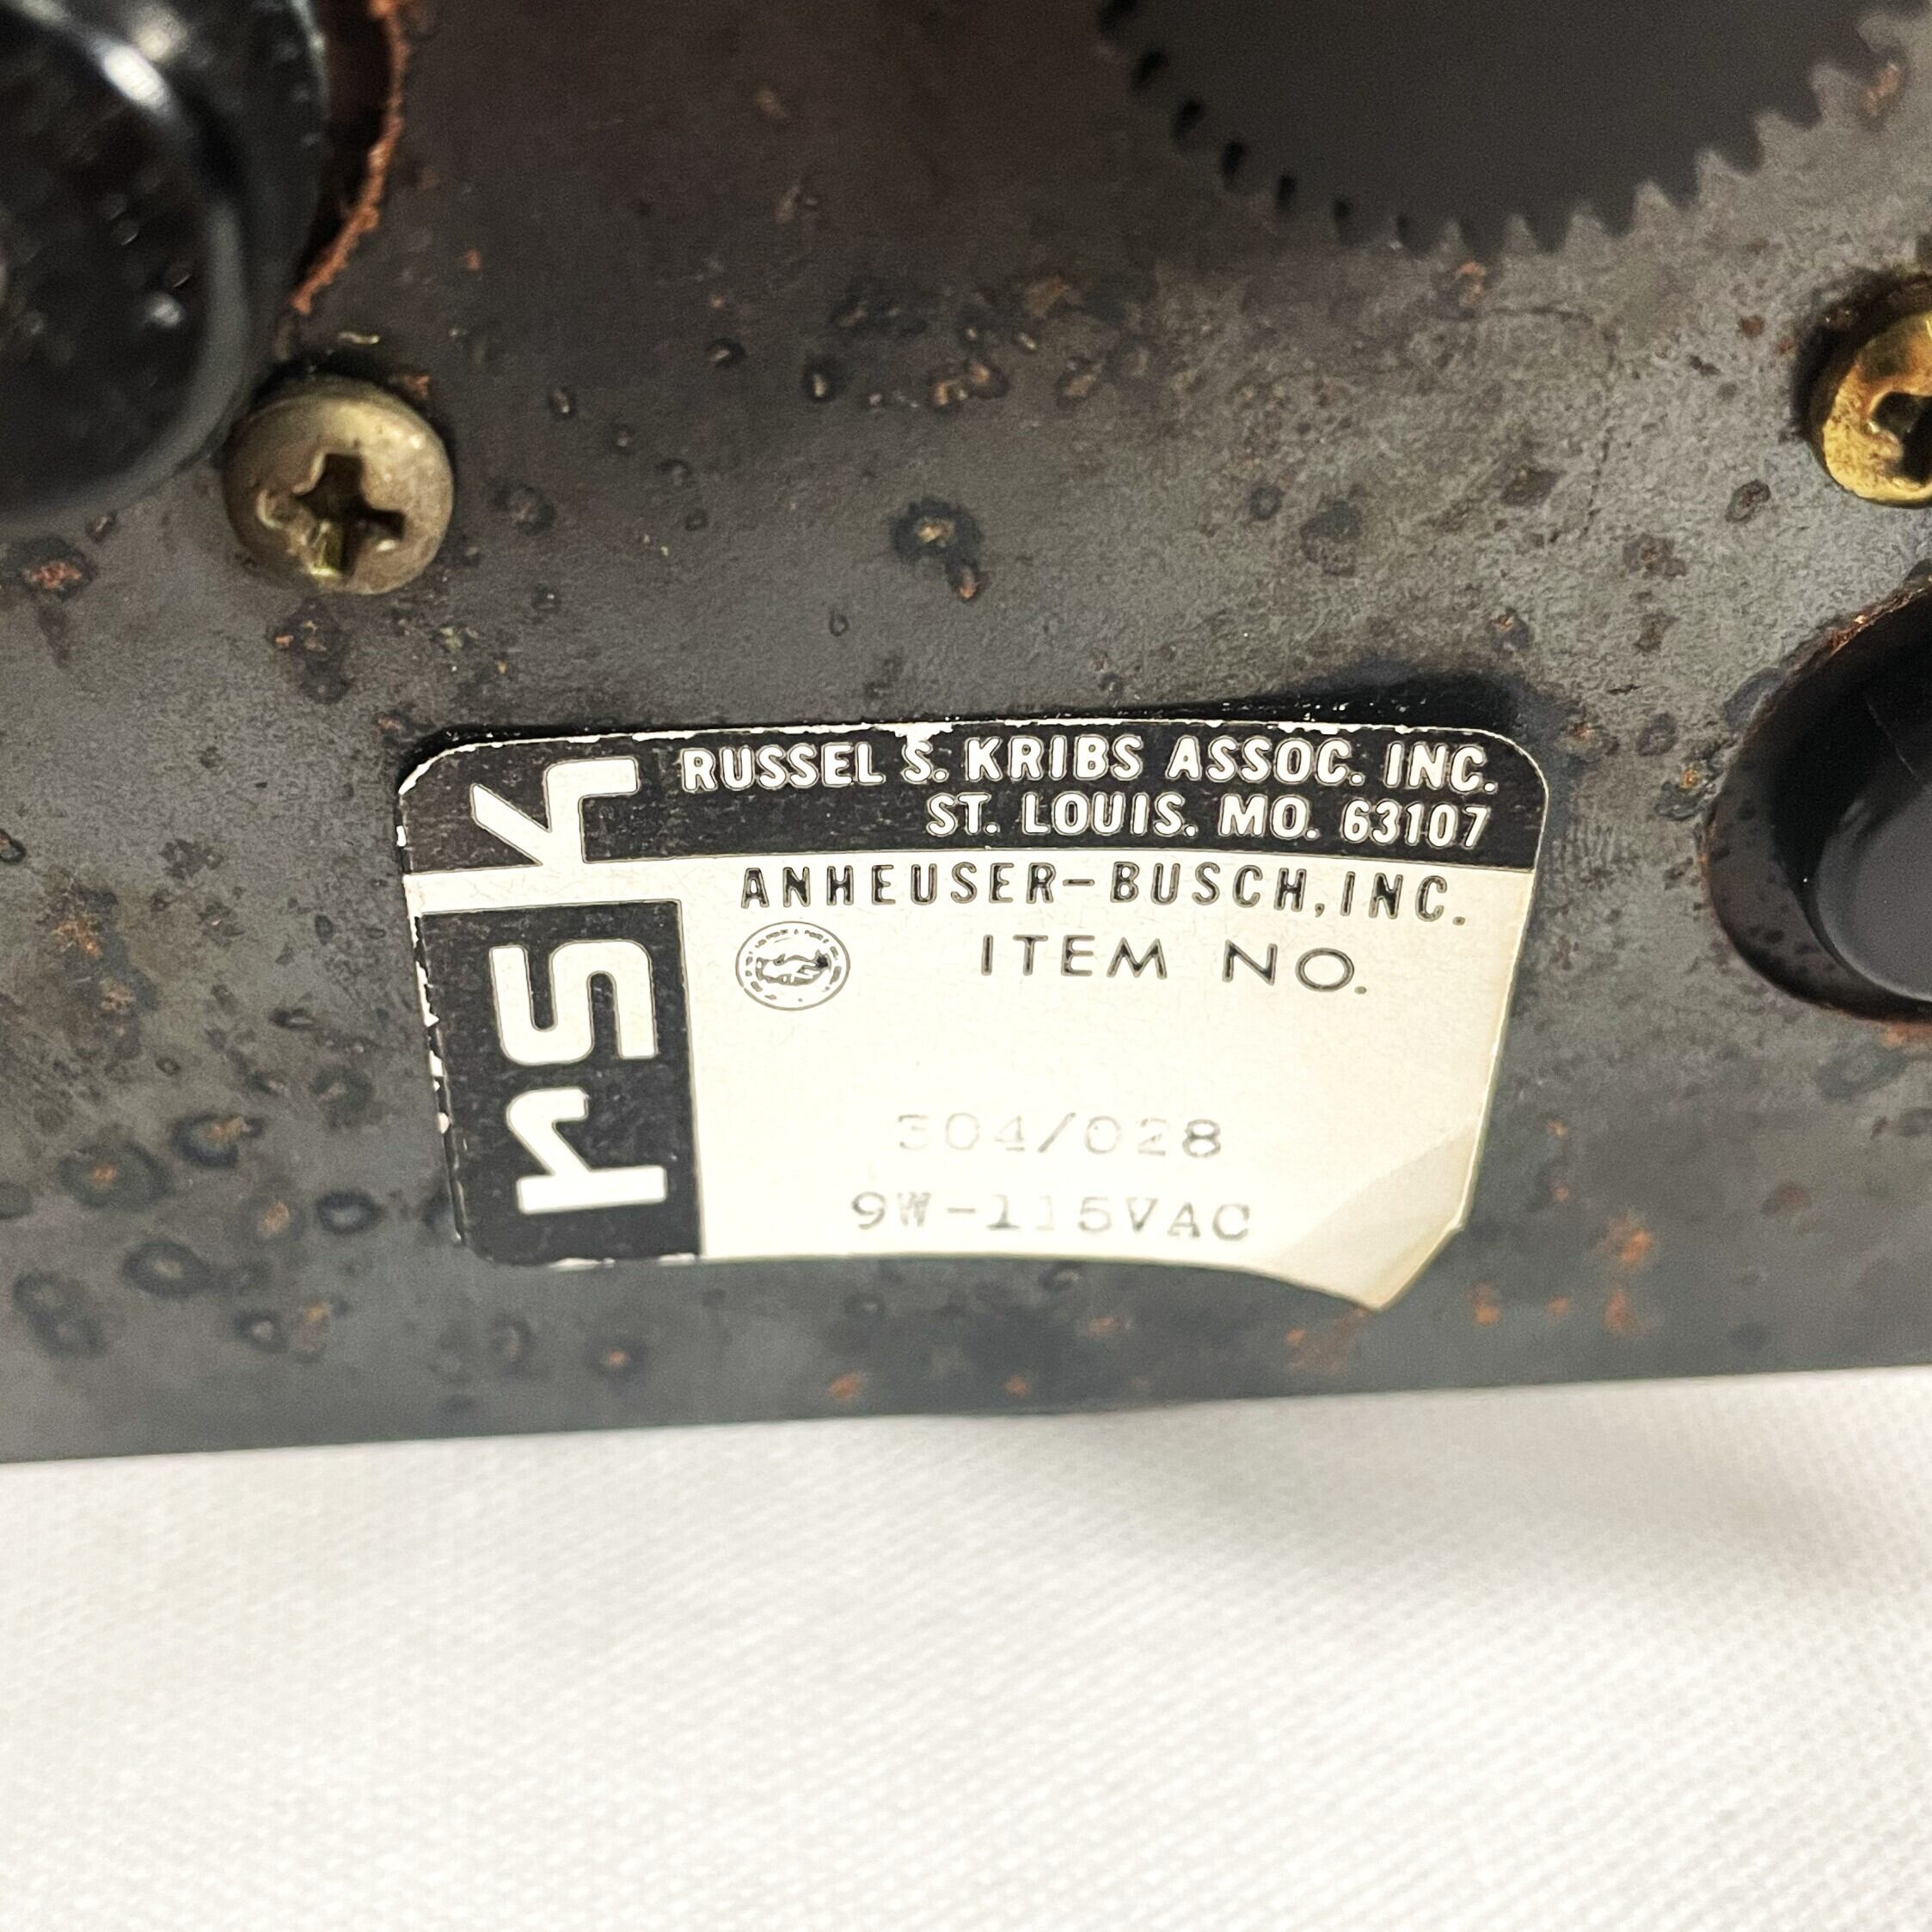 rsk
RUSSEL S. KRIBS ASSOC. INC.
ST. LOUIS. MO. 63107
ANHEUSER-BUSCH, INC.
ITEM NO.
304/028
9W-115VAC